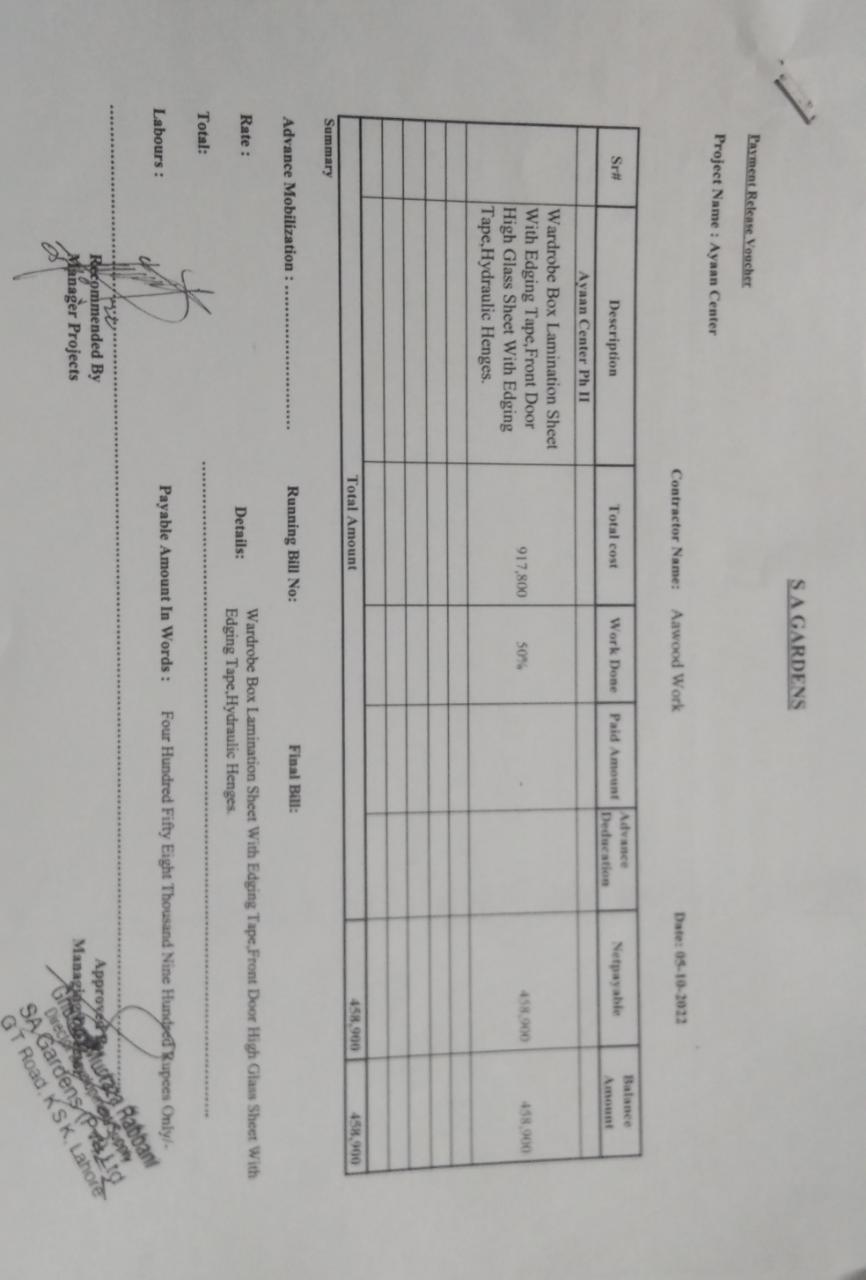 S A GARDENS
Payment Release Voucher
Project Name : Ayaan Center
Contractor Name: Aawood Work
Date: 05-10-2022
Sr# Description Total cost Work Done Paid Amount Advance Deducation Netpayable Balance Amount
Ayaan Center Ph II
Wardrobe Box Lamination Sheet
With Edging Tape,Front Door
High Glass Sheet With Edging
Tape,Hydraulic Henges.
917,800 50% - 458,900 458,900
Total Amount 458,900 458,900
Summary
Advance Mobilization : ................................ Running Bill No: Final Bill:
Rate : Details: Wardrobe Box Lamination Sheet With Edging Tape,Front Door High Glass Sheet With
Edging Tape,Hydraulic Henges.
Total:
Labours : Payable Amount In Words : Four Hundred Fifty Eight Thousand Nine Hundred Rupees Only/-
Recommended By
Manager Projects
Approved
Rabbani
SA Gardens (Pvt) Ltd
G T Road, K S K, Lahore